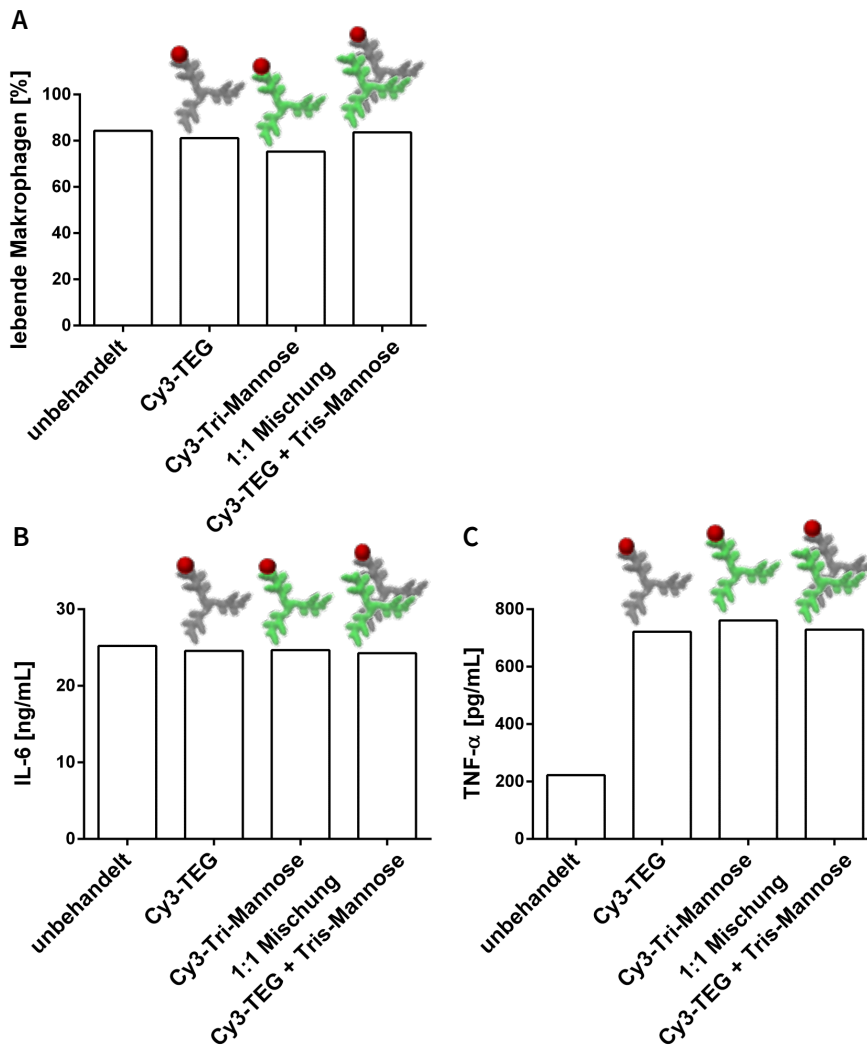 A
lebende Makrophagen [%]
100
80
60
40
20
0
unbehandelt
Cy3-TEG
Cy3-Tri-Mannose
1:1 Mischung
Cy3-TEG + Tris-Mannose
B
IL-6 [ng/mL]
30
20
10
0
unbehandelt
Cy3-TEG
Cy3-Tri-Mannose
1:1 Mischung
Cy3-TEG + Tris-Mannose
C
TNF-α [pg/mL]
800
600
400
200
0
unbehandelt
Cy3-TEG
Cy3-Tri-Mannose
1:1 Mischung
Cy3-TEG + Tris-Mannose